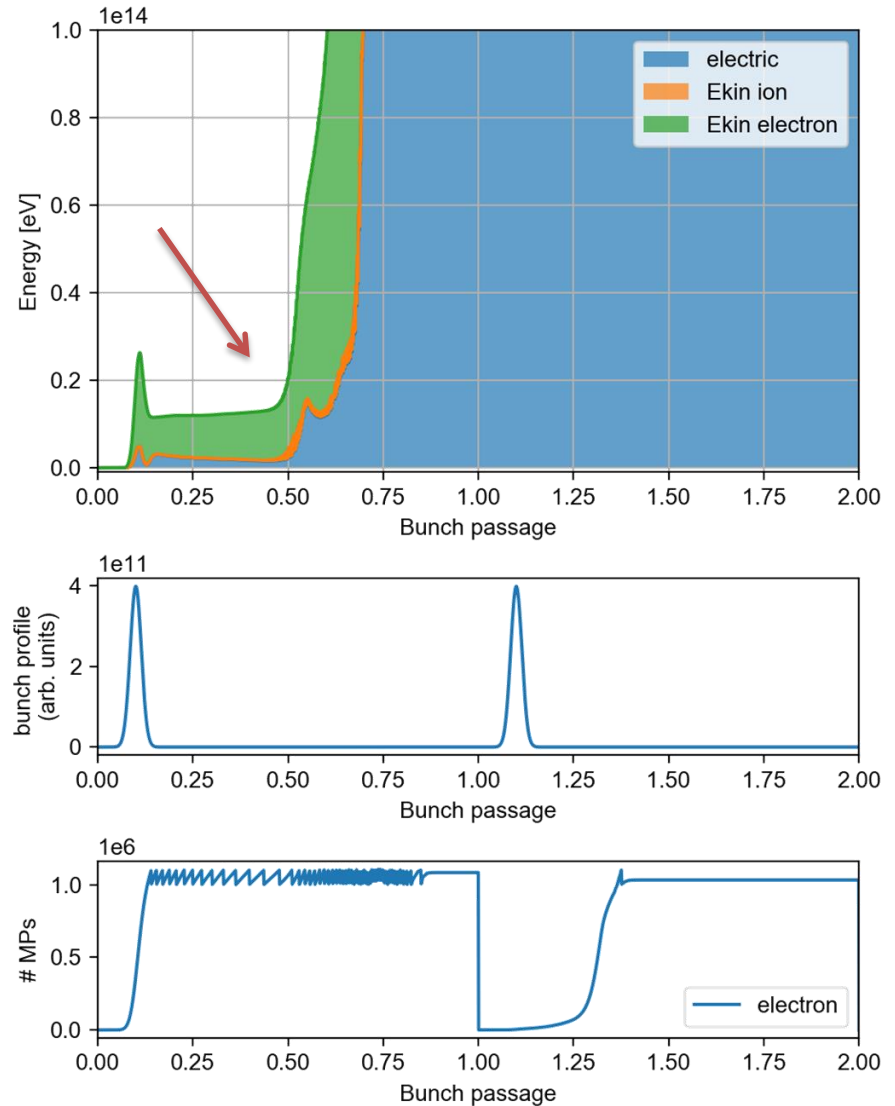 1e14
electric
Ekin ion
Ekin electron
Energy [eV]
1.0
0.8
0.6
0.4
0.2
0.0
0.00 0.25 0.50 0.75 1.00 1.25 1.50 1.75 2.00
Bunch passage
1e11
bunch profile
(arb. units)
4
2
0
0.00 0.25 0.50 0.75 1.00 1.25 1.50 1.75 2.00
Bunch passage
1e6
# MPs
1.0
0.5
0.0
electron
0.00 0.25 0.50 0.75 1.00 1.25 1.50 1.75 2.00
Bunch passage